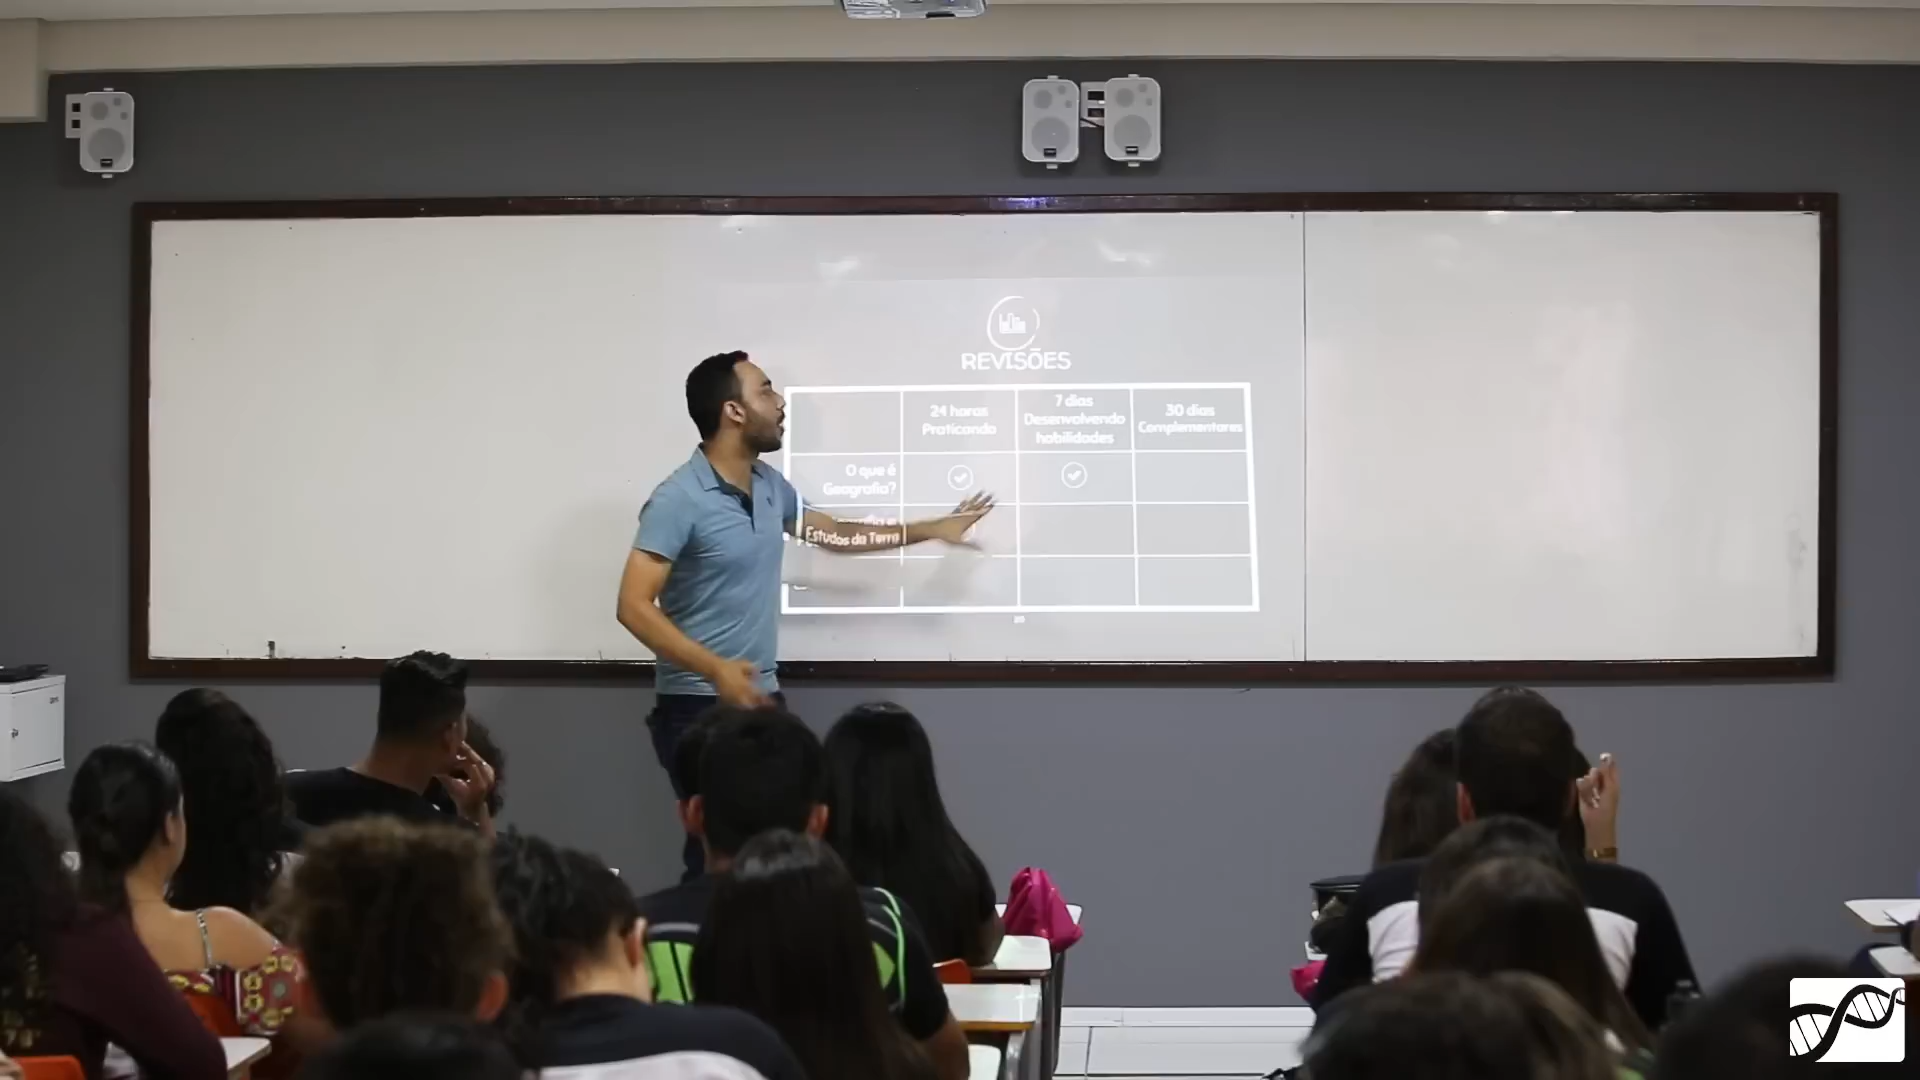 REVISÕES
24 horas
Praticando
7 dias
Desenvolvendo
habilidades
30 dias
Complementares
O que é
Geografia?
Estudos da Terra